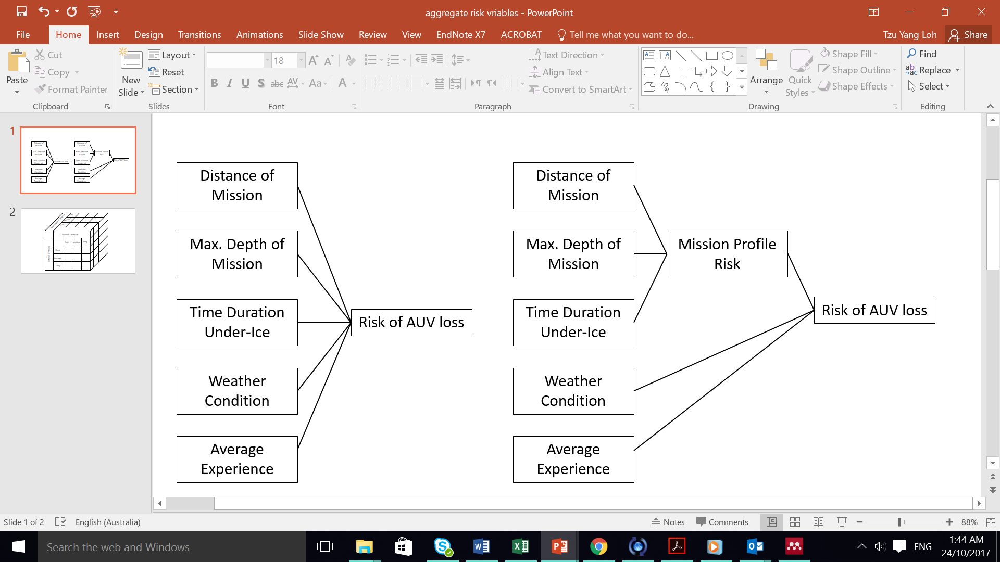 aggregate risk vriables - PowerPoint
File Home Insert Design Transitions Animations Slide Show Review View EndNote X7 ACROBAT Tell me what you want to do... Tzu Yang Loh Share
Paste
Cut
Copy
Format Painter
Clipboard
New
Slide
Layout
Reset
Section
Slides
18
B I U S abc AV Aa A
Font
Text Direction
Align Text
Convert to SmartArt
Paragraph
Arrange
Quick
Styles
Shape Fill
Shape Outline
Shape Effects
Drawing
Find
Replace
Select
Editing
1
2
Distance of
Mission
Max. Depth of
Mission
Time Duration
Under-Ice
Weather
Condition
Average
Experience
Risk of AUV loss
Distance of
Mission
Max. Depth of
Mission
Time Duration
Under-Ice
Weather
Condition
Average
Experience
Mission Profile
Risk
Risk of AUV loss
Slide 1 of 2 English (Australia) Notes Comments 88%
Search the web and Windows
ENG
1:44 AM
24/10/2017